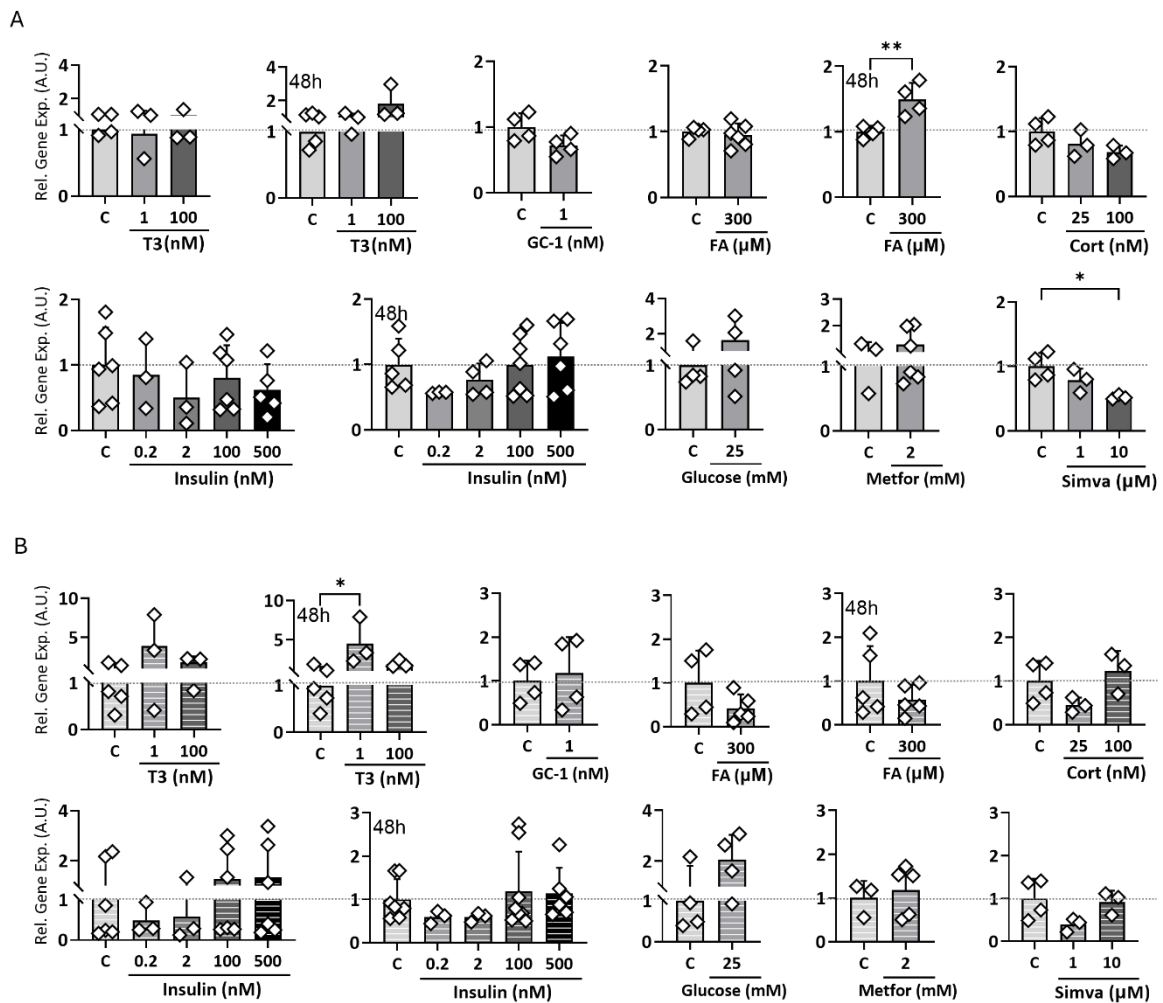 A
Rel. Gene Exp. (A.U.)
4 2 1 0
C 1 100
T3(nM)
48h
4 2 1 0
C 1 100
T3 (nM)
2 1 0
C 1
GC-1 (nM)
2 1 0
C 300
FA (µM)
**
48h
2 1 0
C 300
FA (µM)
2 1 0
C 25 100
Cort (nM)
Rel. Gene Exp. (A.U.)
2 1 0
C 0.2 2 100 500
Insulin (nM)
48h
2 1 0
C 0.2 2 100 500
Insulin (nM)
4 2 1 0
C 25
Glucose (mM)
3 2 1 0
C 2
Metfor (mM)
*
2 1 0
C 1 10
Simva (µM)
B
Rel. Gene Exp. (A.U.)
10 5 1 0
C 1 100
T3 (nM)
*
48h
10 5 1 0
C 1 100
T3 (nM)
3 2 1 0
C 1
GC-1 (nM)
3 2 1 0
C 300
FA (µM)
48h
3 2 1 0
C 300
FA (µM)
3 2 1 0
C 25 100
Cort (nM)
Rel. Gene Exp. (A.U.)
4 2 1 0
C 0.2 2 100 500
Insulin (nM)
48h
3 2 1 0
C 0.2 2 100 500
Insulin (nM)
4 2 1 0
C 25
Glucose (mM)
3 2 1 0
C 2
Metfor (mM)
3 2 1 0
C 1 10
Simva (µM)